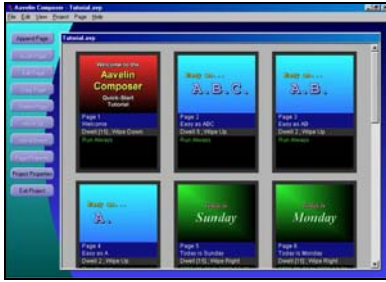 Aavelin Composer - Tutorial.avp
File Edit View Project Page Help
Append Page
Edit Page
Project Properties
Exit Project
Tutorial.avp
Welcome to the
Aavelin
Composer
Quick-Start
Tutorial
Page 1
Welcome
Dwell [15], Wipe Down
Run Always
Easy as...
A.B.C.
Page 2
Easy as ABC
Dwell 5, Wipe Up
Run Always
Easy as...
A.B.
Page 3
Easy as AB
Dwell 2, Wipe Up
Run Always
Easy as...
A.
Page 4
Easy as A
Dwell 2, Wipe Up
Today is
Sunday
Page 5
Today is Sunday
Dwell [15], Wipe Right
Today is
Monday
Page 6
Today is Monday
Dwell [15], Wipe Right